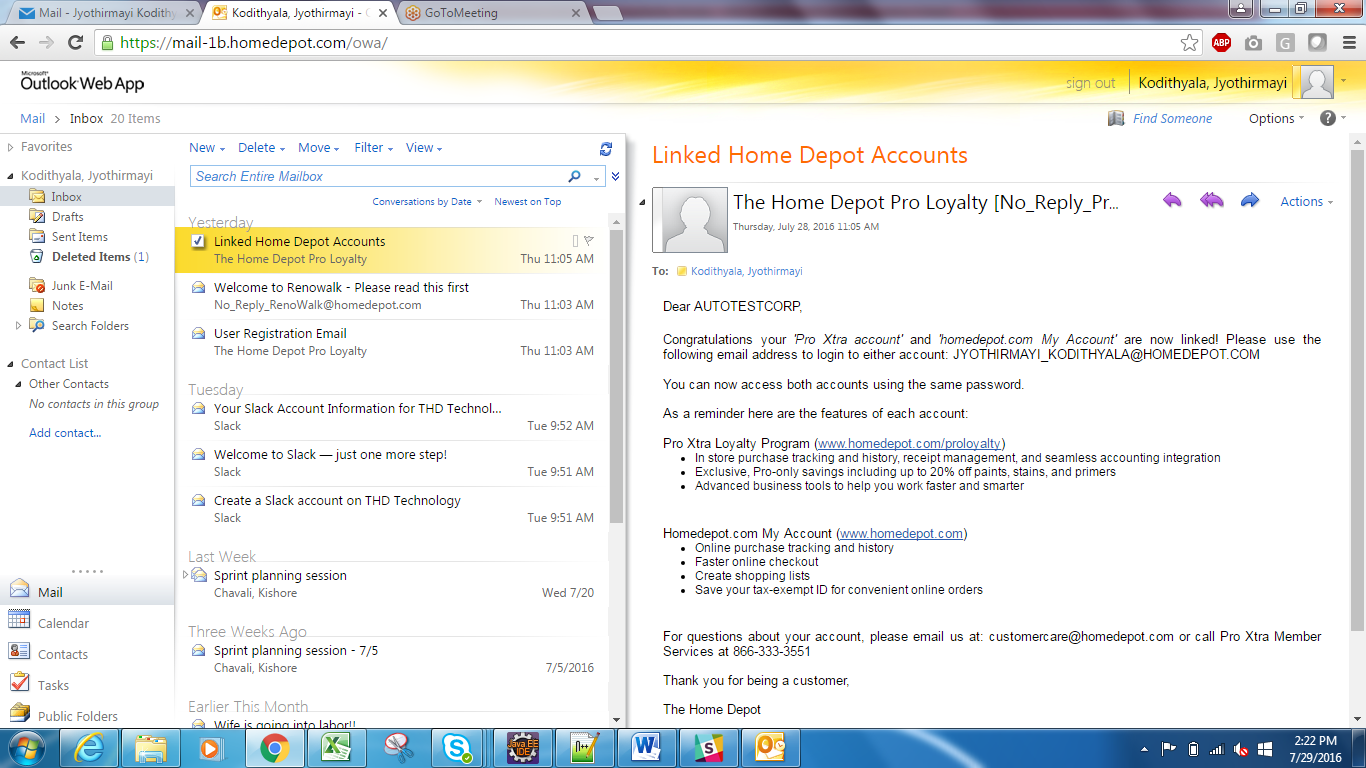 Mail - Jyothirmayi Kodithy
Kodithyala, Jyothirmayi - O
GoToMeeting
https://mail-1b.homedepot.com/owa/
ABP
G
Microsoft
Outlook Web App
sign out
Kodithyala, Jyothirmayi
Mail > Inbox 20 Items
Find Someone
Options
?
Favorites
Kodithyala, Jyothirmayi
Inbox
Drafts
Sent Items
Deleted Items (1)
Junk E-Mail
Notes
Search Folders
Contact List
Other Contacts
No contacts in this group
Add contact...
Mail
Calendar
Contacts
Tasks
Public Folders
New Delete Move Filter View
Search Entire Mailbox
Conversations by Date Newest on Top
Yesterday
Linked Home Depot Accounts
The Home Depot Pro Loyalty Thu 11:05 AM
Welcome to Renowalk - Please read this first
No_Reply_RenoWalk@homedepot.com Thu 11:03 AM
User Registration Email
The Home Depot Pro Loyalty Thu 11:03 AM
Tuesday
Your Slack Account Information for THD Technol...
Slack Tue 9:52 AM
Welcome to Slack — just one more step!
Slack Tue 9:51 AM
Create a Slack account on THD Technology
Slack Tue 9:51 AM
Last Week
Sprint planning session
Chavali, Kishore Wed 7/20
Three Weeks Ago
Sprint planning session - 7/5
Chavali, Kishore 7/5/2016
Earlier This Month
Wife is going into labor!!
Linked Home Depot Accounts
The Home Depot Pro Loyalty [No_Reply_Pr...
Actions
Thursday, July 28, 2016 11:05 AM
To: Kodithyala, Jyothirmayi
Dear AUTOTESTCORP,
Congratulations your 'Pro Xtra account' and 'homedepot.com My Account' are now linked! Please use the
following email address to login to either account: JYOTHIRMAYI_KODITHYALA@HOMEDEPOT.COM
You can now access both accounts using the same password.
As a reminder here are the features of each account:
Pro Xtra Loyalty Program (www.homedepot.com/proloyalty)
• In store purchase tracking and history, receipt management, and seamless accounting integration
• Exclusive, Pro-only savings including up to 20% off paints, stains, and primers
• Advanced business tools to help you work faster and smarter
Homedepot.com My Account (www.homedepot.com)
• Online purchase tracking and history
• Faster online checkout
• Create shopping lists
• Save your tax-exempt ID for convenient online orders
For questions about your account, please email us at: customercare@homedepot.com or call Pro Xtra Member
Services at 866-333-3551
Thank you for being a customer,
The Home Depot
Java EE
IDE
2:22 PM
7/29/2016